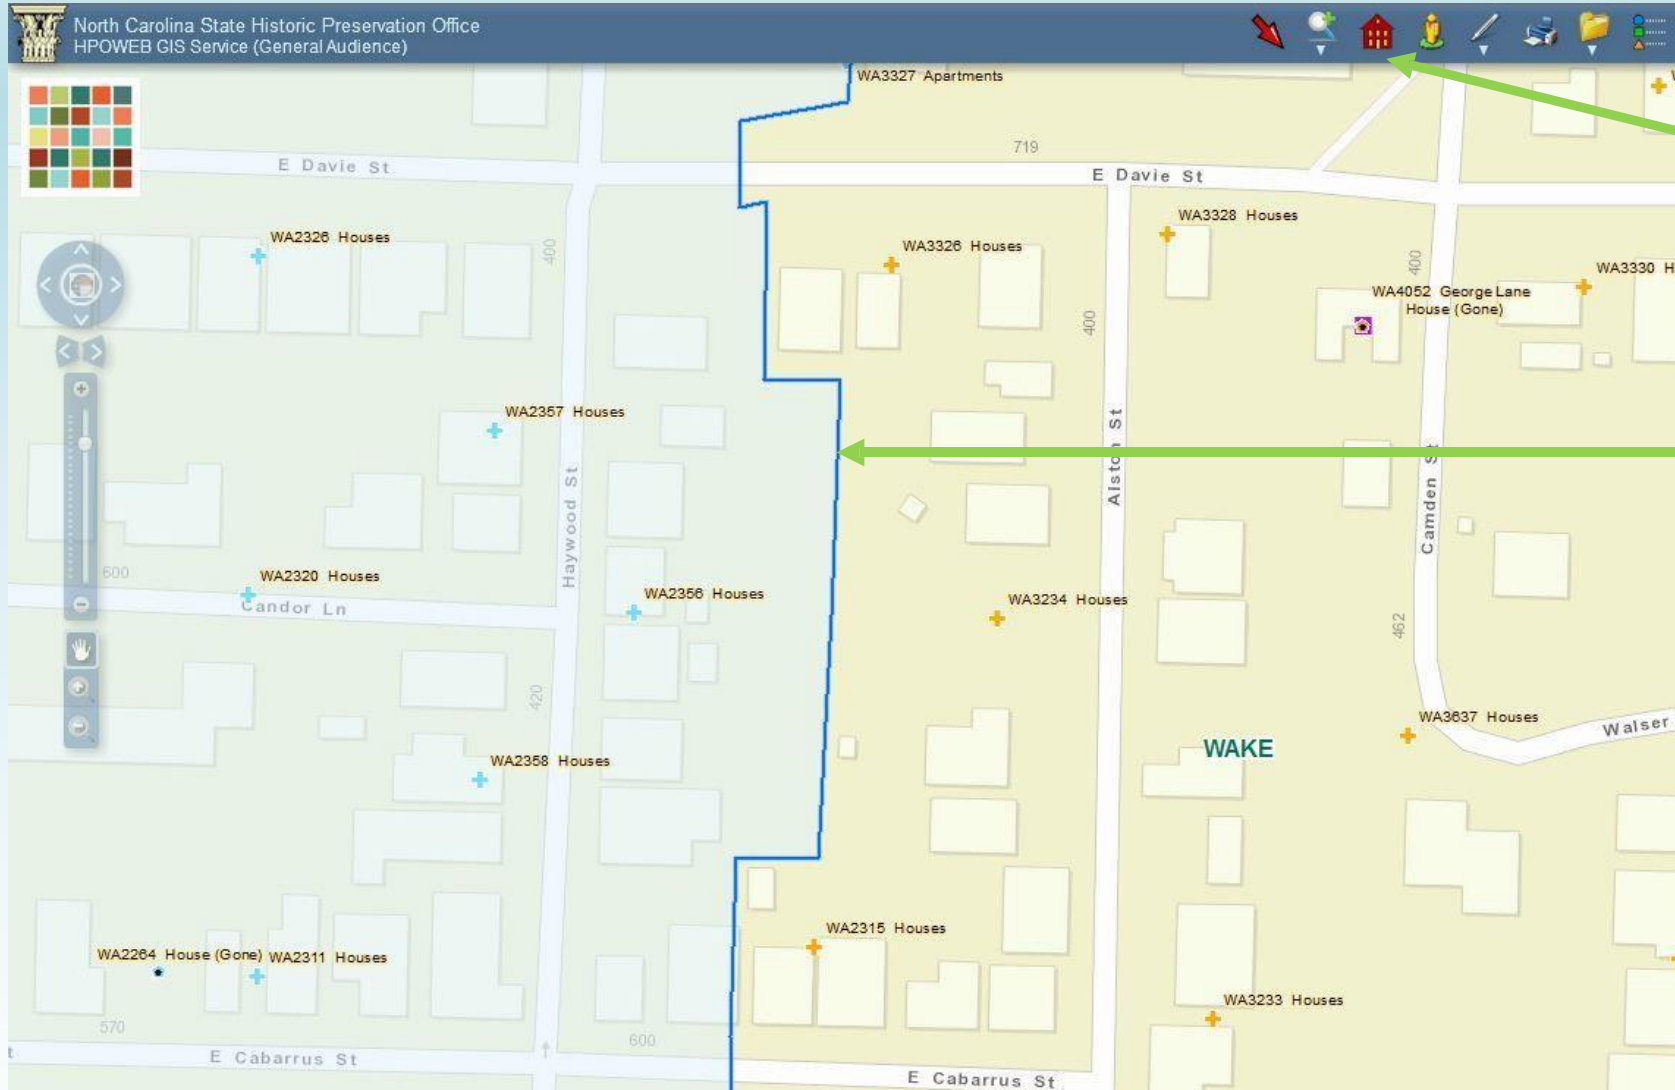 North Carolina State Historic Preservation Office
HPOWEB GIS Service (General Audience)
WA3327 Apartments
719
E Davie St
E Davie St
WA3328 Houses
WA2326 Houses
WA3326 Houses
400
400
WA3330 H
WA4052 George Lane
House (Gone)
400
WA2357 Houses
Alston St
Haywood St
Camden St
600
WA2320 Houses
Candor Ln
WA2356 Houses
WA3234 Houses
462
420
WA3637 Houses
Walser
WAKE
WA2358 Houses
WA2315 Houses
WA2264 House (Gone)
WA2311 Houses
WA3233 Houses
570
600
E Cabarrus St
E Cabarrus St